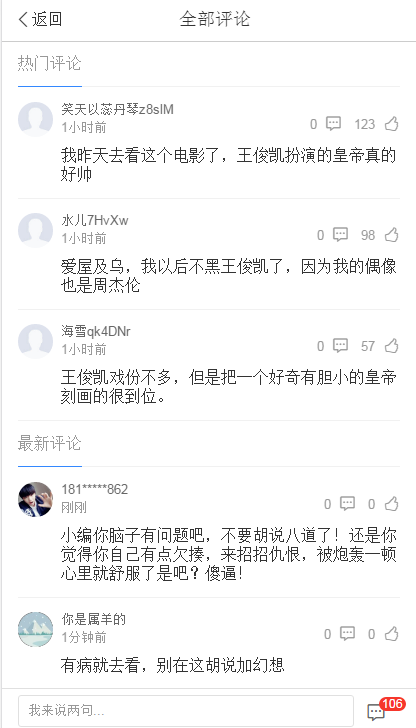 返回 全部评论
热门评论
笑天以蕊丹琴z8slM
1小时前 0 123
我昨天去看这个电影了，王俊凯扮演的皇帝真的
好帅
水儿7HvXw
1小时前 0 98
爱屋及乌，我以后不黑王俊凯了，因为我的偶像
也是周杰伦
海雪qk4DNr
1小时前 0 57
王俊凯戏份不多，但是把一个好奇有胆小的皇帝
刻画的很到位。
最新评论
181*****862
刚刚 0 0
小编你脑子有问题吧，不要胡说八道了！还是你
觉得你自己有点欠揍，来招招仇恨，被炮轰一顿
心里就舒服了是吧？傻逼！
你是属羊的
1分钟前 0 0
有病就去看，别在这胡说加幻想
我来说两句... 106